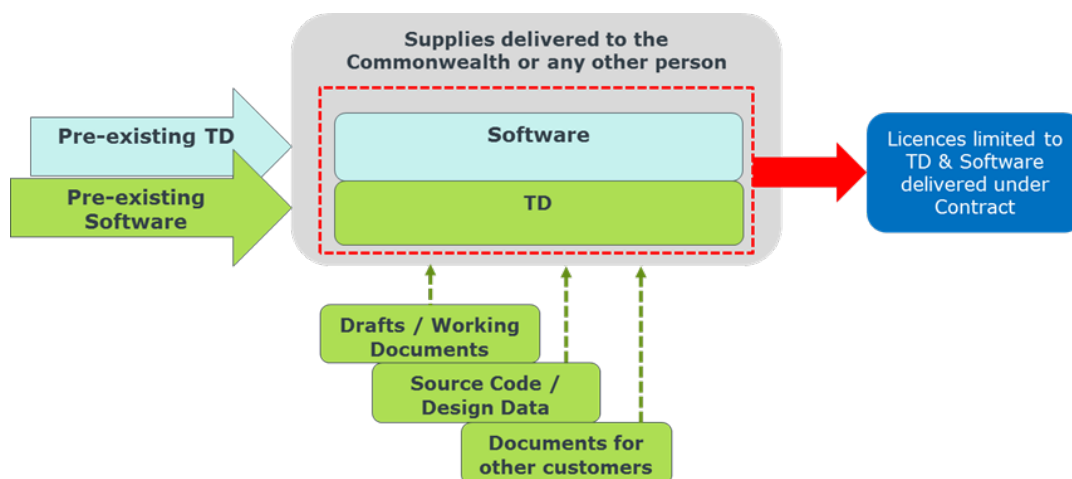 Supplies delivered to the
Commonwealth or any other person
Pre-existing TD
Pre-existing
Software
Software
TD
Licences limited to
TD & Software
delivered under
Contract
Drafts / Working
Documents
Source Code /
Design Data
Documents for
other customers